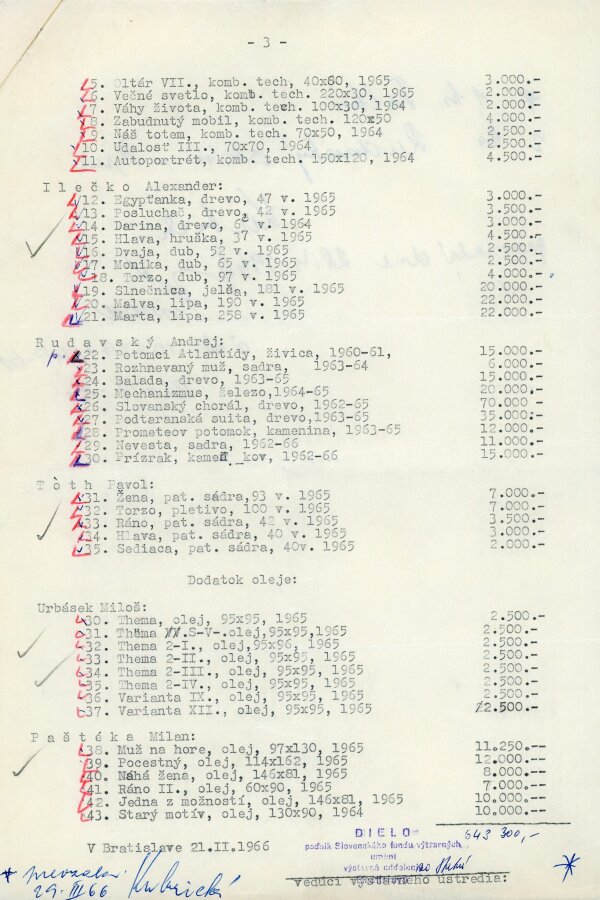 - 3 -
5. Oltár VII., komb. tech, 40x60, 1965 3.000.-
6. Večné svetlo, komb. tech. 220x30, 1965 2.000.-
7. Váhy života, komb. tech. 100x30, 1964 2.000.-
8. Zabudnutý mobil, komb. tech. 120x50 4.000.-
9. Náš totem, komb. tech. 70x50, 1964 2.500.-
10. Udalosť III., 70x70, 1964 2.500.-
11. Autoportrét, komb. tech. 150x120, 1964 4.500.-
Ilečko Alexander:
12. Egypťanka, drevo, 47 v. 1965 3.000.-
13. Posluchač, drevo, 42 v. 1965 3.500.-
14. Darina, drevo, v. 1964 3.000.-
15. Hlava, hruška, 37 v. 1965 4.500.-
16. Dvaja, dub, 52 v. 1965 2.500.-
17. Monika, dub, 65 v. 1965 2.500.-
18. Torzo, dub, 97 v. 1965 4.000.-
19. Slnečnica, jelša, 181 v. 1965 20.000.-
20. Malva, lipa, 190 v. 1965 22.000.-
21. Marta, lipa, 258 v. 1965 22.000.-
Rudavský Andrej:
22. Potomci Atlantídy, živica, 1960-61, 15.000.-
23. Rozhnevaný muž, sadra, 1963-64 6.000.-
24. Balada, drevo, 1963-65 15.000.-
25. Mechanizmus, železo,1964-65 20.000.-
26. Slovanský chorál, drevo, 1962-65 70.000.-
27. Podtaranská suita, drevo,1963-65 35.000.-
28. Prometeov potomok, kamenina, 1963-65 12.000.-
29. Nevesta, sadra, 1962-66 11.000.-
30. Prízrak, kameň kov, 1962-66 15.000.-
Tòth Pavol:
31. Žena, pat. sádra,93 v. 1965 7.000.-
32. Torzo, pletivo, 100 v. 1965 7.000.-
33. Ráno, pat. sádra, 42 v. 1965 3.500.-
34. Hlava, pat. sádra, 40 v. 1965 3.000.-
35. Sediaca, pat. sádra, 40v. 1965 2.000.-
Dodatok oleje:
Urbásek Miloš:
30. Thema, olej, 95x95, 1965 2.500.-
31. Thema .S-V-.olej,95x95,1965 2.500.-
32. Thema 2-I., olej,95x96, 1965 2.500.-
33. Thema 2-II., olej, 95x95, 1965 2.500.-
34. Thema 2-III., olej, 95x95, 1965 2.500.-
35. Thema 2-IV., olej, 95x95, 1965 2.500.-
36. Varianta IX., olej, 95x95, 1965 2.500.-
37. Varianta XII., olej, 95x95, 1965 2.500.-
Paštéka Milan:
38. Muž na hore, olej, 97x130, 1965 11.250.--
39. Pocestný, olej, 114x162, 1965 12.000.--
40. Náhá žena, olej, 146x81, 1965 8.000.--
41. Ráno II., olej, 60x90, 1965 7.000.--
42. Jedna z možností, olej, 146x81, 1965 10.000.--
43. Starý motív, olej, 130x90, 1964 10.000.--
643 300,-
V Bratislave 21.II.1966
DIELO
podnik Slovenského fondu výtvarných
umení
výstavné oddelenie
vedúci výstavného ústredia:
29. III 66